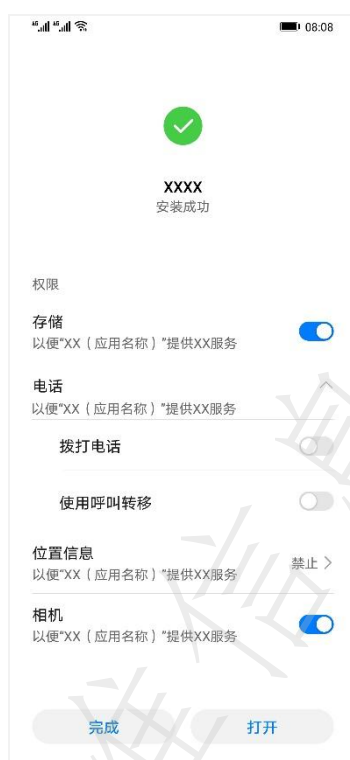 4G 4G 08:08
XXXX
安装成功
权限
存储
以便"XX（应用名称）"提供XX服务
电话
以便"XX（应用名称）"提供XX服务
拨打电话
使用呼叫转移
位置信息
以便"XX（应用名称）"提供XX服务
禁止
相机
以便"XX（应用名称）"提供XX服务
完成 打开